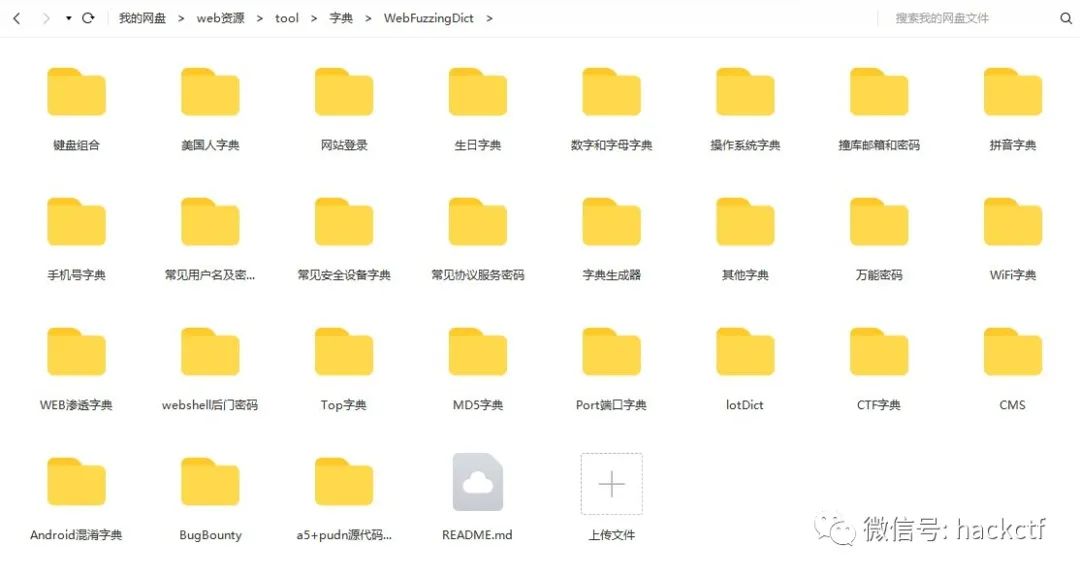 我的网盘 > web资源 > tool > 字典 > WebFuzzingDict >
搜索我的网盘文件
键盘组合 美国人字典 网站登录 生日字典 数字和字母字典 操作系统字典 撞库邮箱和密码 拼音字典
手机号字典 常见用户名及密... 常见安全设备字典 常见协议服务密码 字典生成器 其他字典 万能密码 WiFi字典
WEB渗透字典 webshell后门密码 Top字典 MD5字典 Port端口字典 IotDict CTF字典 CMS
Android混淆字典 BugBounty a5+pudn源代码... README.md 上传文件
微信号: hackctf